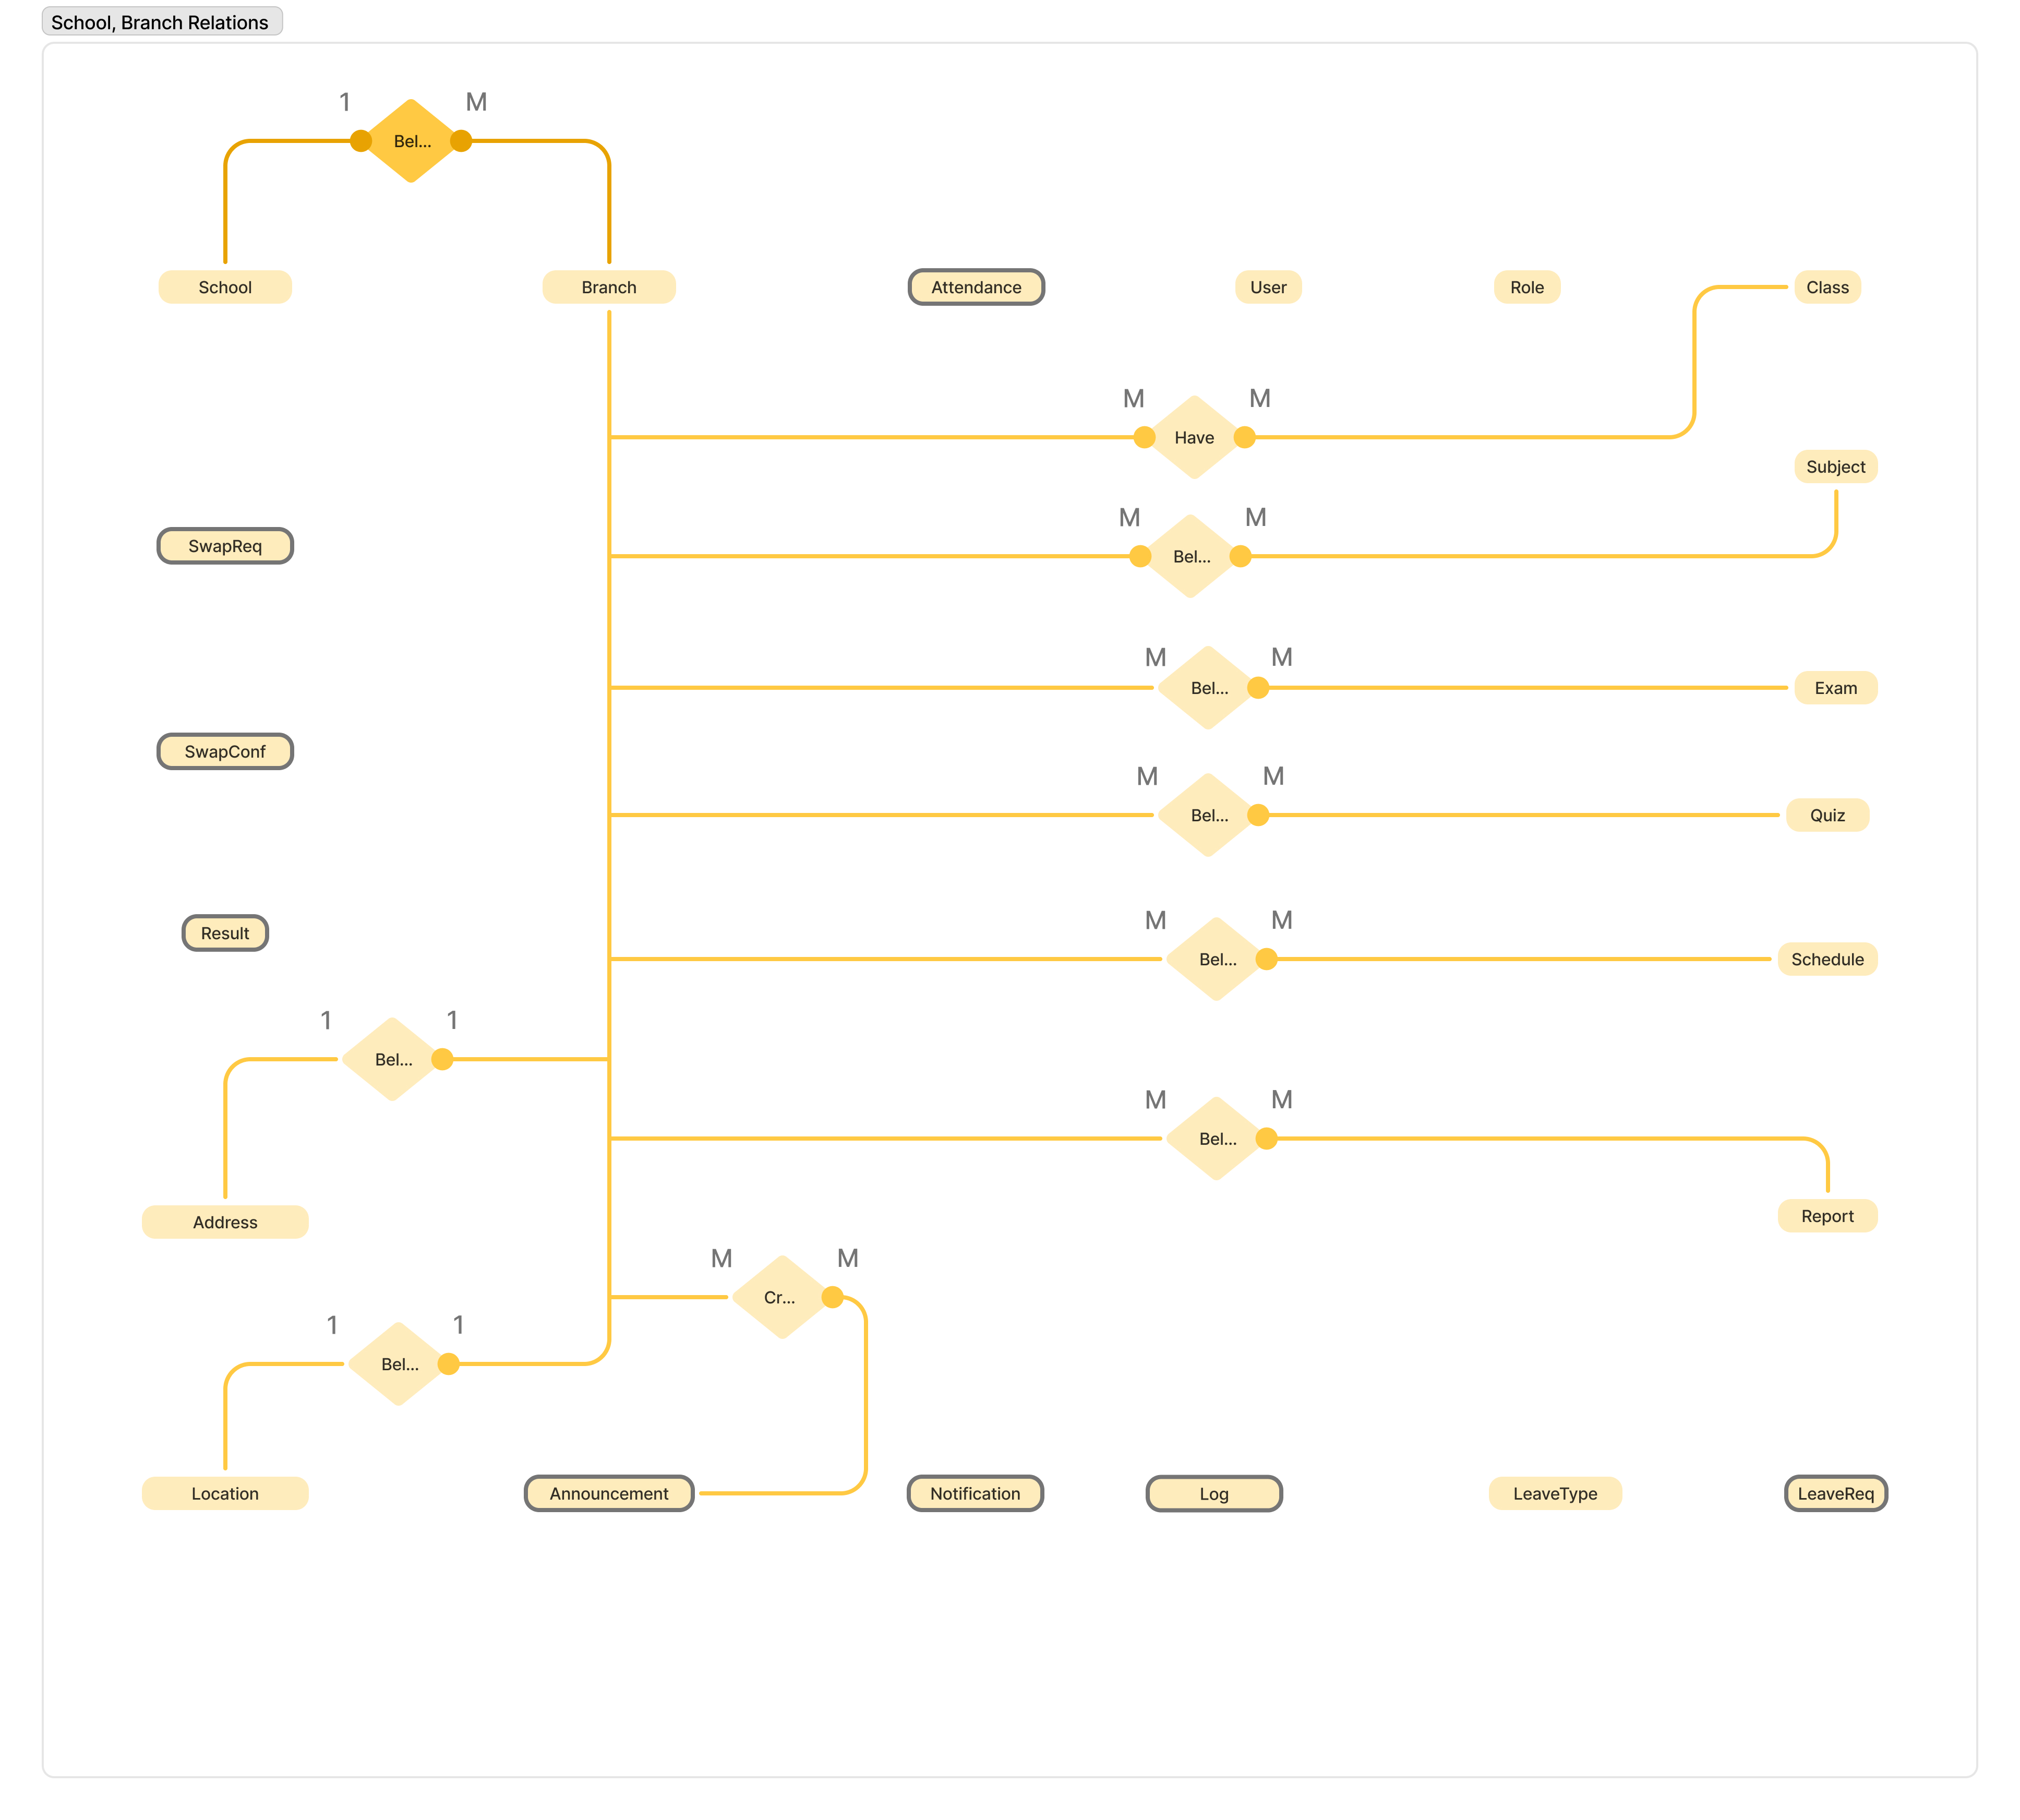 School, Branch Relations
1
M
Bel...
School
Branch
Attendance
User
Role
Class
M
M
Have
Subject
M
M
Bel...
SwapReq
M
M
Bel...
Exam
SwapConf
M
M
Bel...
Quiz
Result
M
M
Bel...
Schedule
1
1
Bel...
M
M
Bel...
Address
Report
M
M
Cr...
1
1
Bel...
Location
Announcement
Notification
Log
LeaveType
LeaveReq